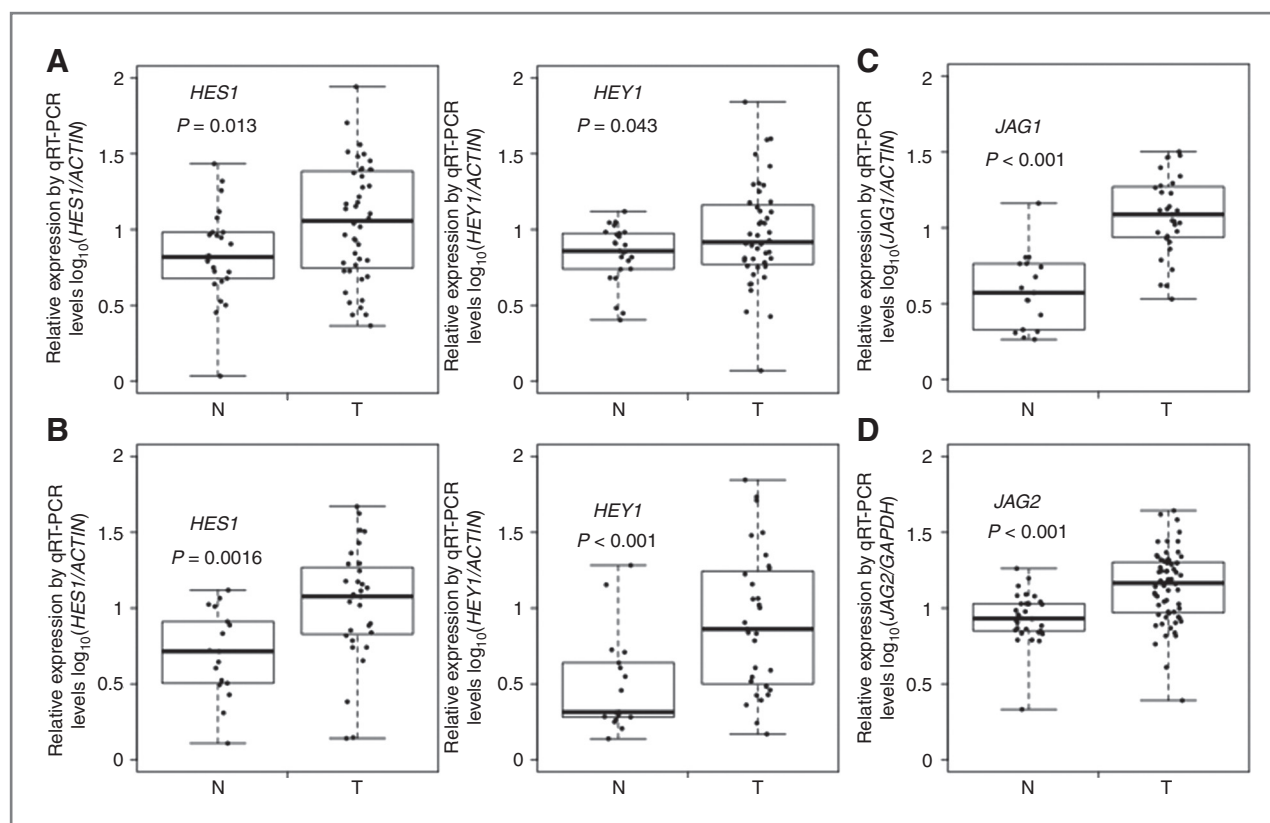 A
Relative expression by qRT-PCR
levels log10(HES1/ACTIN)
2
1.5
1
0.5
0
HES1
P = 0.013
N
T
Relative expression by qRT-PCR
levels log10(HEY1/ACTIN)
2
1.5
1
0.5
0
HEY1
P = 0.043
N
T
C
Relative expression by qRT-PCR
levels log10(JAG1/ACTIN)
2
1.5
1
0.5
0
JAG1
P < 0.001
N
T
B
Relative expression by qRT-PCR
levels log10(HES1/ACTIN)
2
1.5
1
0.5
0
HES1
P = 0.0016
N
T
Relative expression by qRT-PCR
levels log10(HEY1/ACTIN)
2
1.5
1
0.5
0
HEY1
P < 0.001
N
T
D
Relative expression by qRT-PCR
levels log10(JAG2/GAPDH)
2
1.5
1
0.5
0
JAG2
P < 0.001
N
T